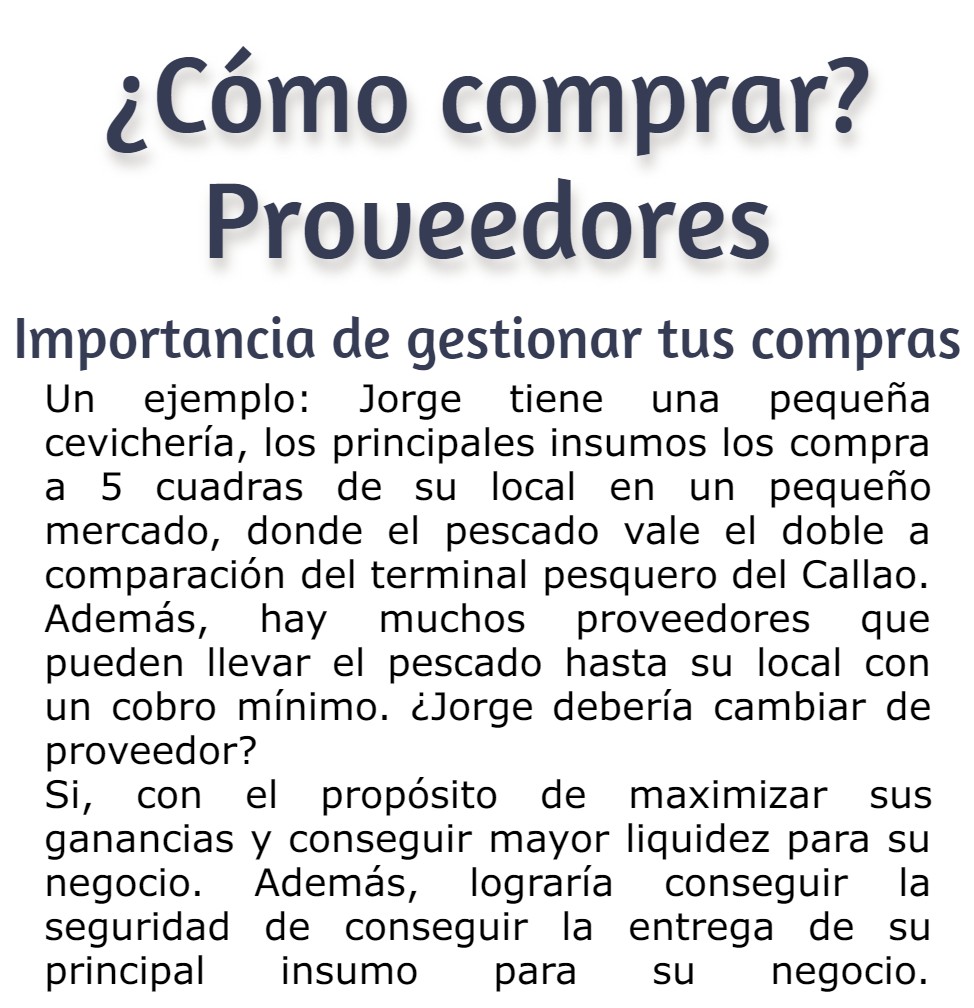 ¿Cómo comprar?
Proveedores
Importancia de gestionar tus compras
Un ejemplo: Jorge tiene una pequeña
cevichería, los principales insumos los compra
a 5 cuadras de su local en un pequeño
mercado, donde el pescado vale el doble a
comparación del terminal pesquero del Callao.
Además, hay muchos proveedores que
pueden llevar el pescado hasta su local con
un cobro mínimo. ¿Jorge debería cambiar de
proveedor?
Si, con el propósito de maximizar sus
ganancias y conseguir mayor liquidez para su
negocio. Además, lograría conseguir la
seguridad de conseguir la entrega de su
principal insumo para su negocio.